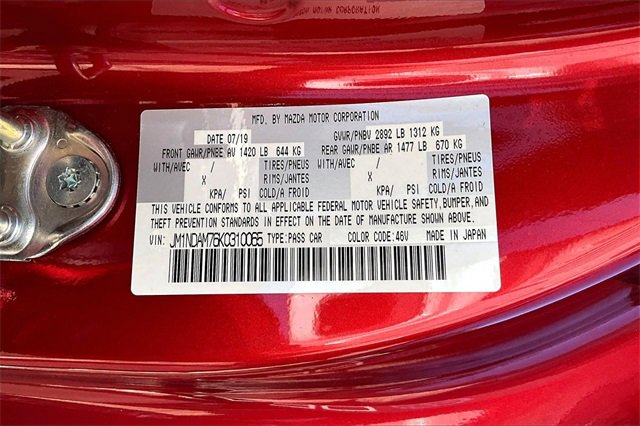 MFD. BY MAZDA MOTOR CORPORATION
DATE 07/19 GVWR/PNBV 2892 LB 1312 KG
FRONT GAWR/PNBE AV 1420 LB 644 KG REAR GAWR/PNBE AR 1477 LB 670 KG
WITH/AVEC / TIRES/PNEUS WITH/AVEC / TIRES/PNEUS
X RIMS/JANTES X RIMS/JANTES
KPA/ PSI COLD/A FROID KPA/ PSI COLD/A FROID
THIS VEHICLE CONFORMS TO ALL APPLICABLE FEDERAL MOTOR VEHICLE SAFETY, BUMPER, AND
THEFT PREVENTION STANDARDS IN EFFECT ON THE DATE OF MANUFACTURE SHOWN ABOVE.
VIN: JM1NDAM76K0310065 TYPE:PASS CAR COLOR CODE:46V MADE IN JAPAN